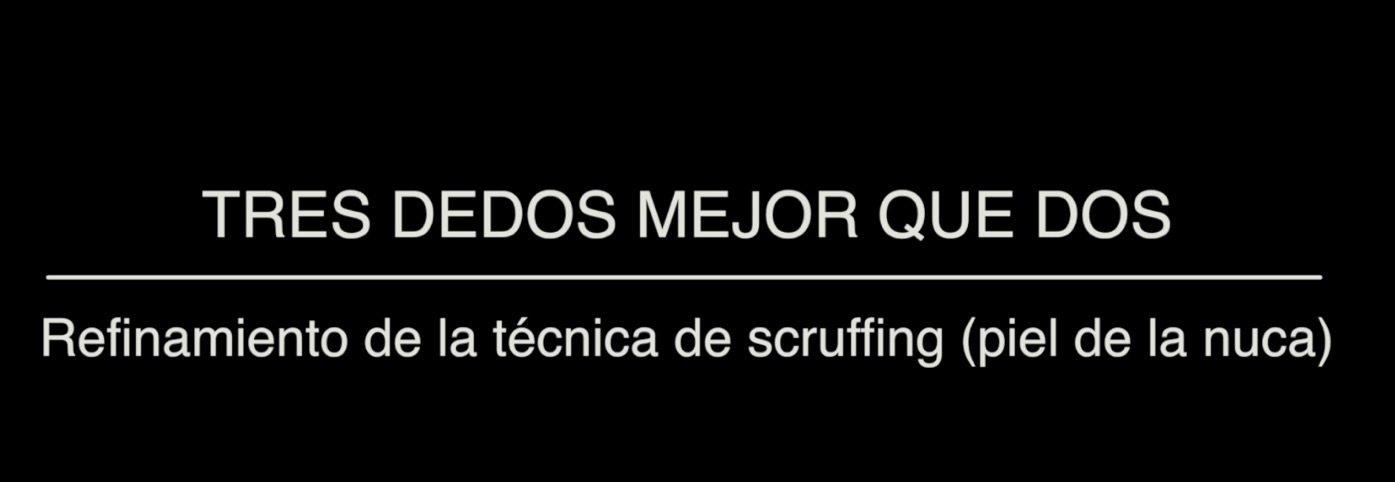 TRES DEDOS MEJOR QUE DOS
Refinamiento de la técnica de scruffing (piel de la nuca)